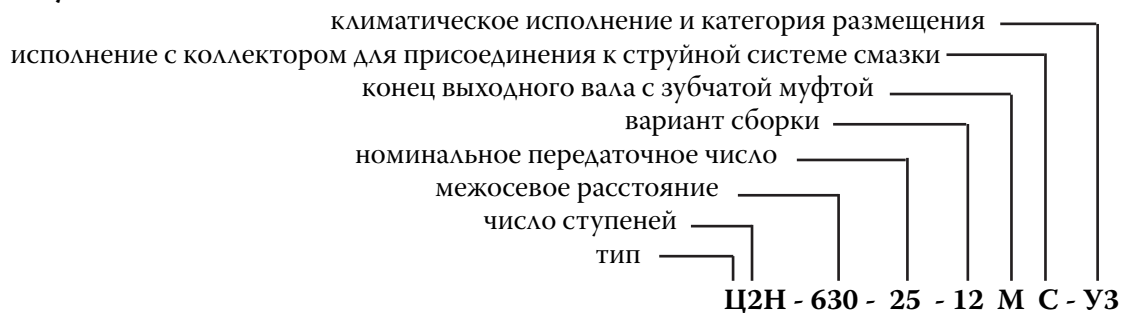 климатическое исполнение и категория размещения
исполнение с коллектором для присоединения к струйной системе смазки
конец выходного вала с зубчатой муфтой
вариант сборки
номинальное передаточное число
межосевое расстояние
число ступеней
тип
Ц2Н - 630 - 25 - 12 М С - У3